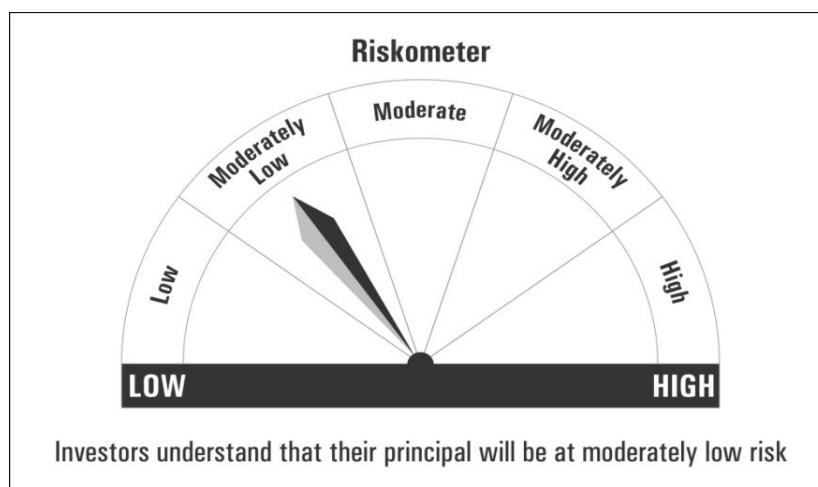 Riskometer
Low
Moderately
Low
Moderate
Moderately
High
High
LOW
HIGH
Investors understand that their principal will be at moderately low risk